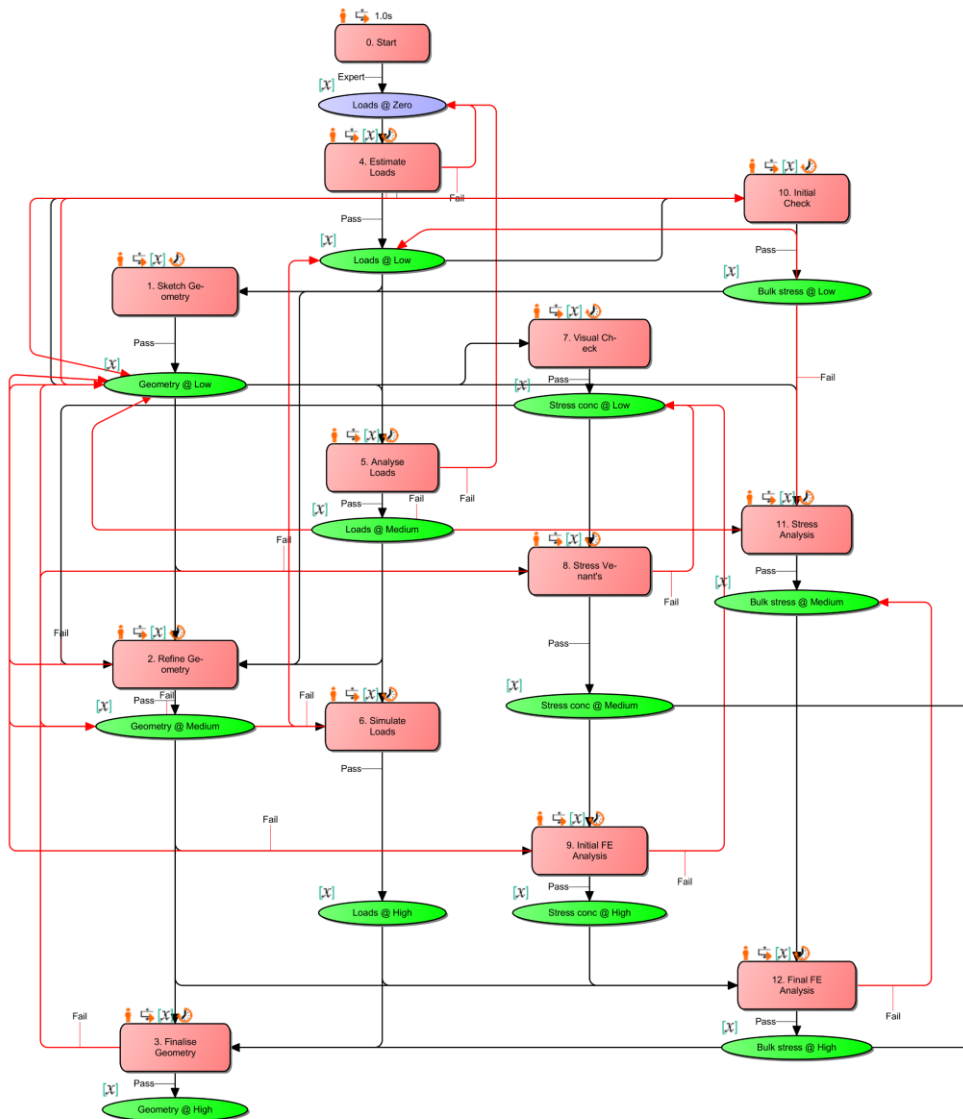 1.0s
0. Start
Expert
[x]
Loads @ Zero
[x]
4. Estimate
Loads
Fail
Fail
[x]
10. Initial
Check
Pass
Pass
[x]
Loads @ Low
[x]
1. Sketch Ge-
ometry
[x]
Bulk stress @ Low
[x]
7. Visual Ch-
eck
Pass
[x]
Geometry @ Low
Pass
[x]
Stress conc @ Low
Fail
[x]
5. Analyse
Loads
Fail
Pass
Fail
[x]
Loads @ Medium
[x]
11. Stress
Analysis
Fail
[x]
8. Stress Ve-
nant's
Fail
Pass
[x]
Bulk stress @ Medium
[x]
Fail
2. Refine Ge-
ometry
Pass
[x]
6. Simulate
Loads
Pass
Fail
Fail
[x]
Geometry @ Medium
[x]
Stress conc @ Medium
Pass
[x]
9. Initial FE
Analysis
Fail
Fail
Pass
[x]
Loads @ High
[x]
Stress conc @ High
[x]
12. Final FE
Analysis
Fail
Pass
[x]
3. Finalise
Geometry
Fail
[x]
Bulk stress @ High
Pass
[x]
Geometry @ High